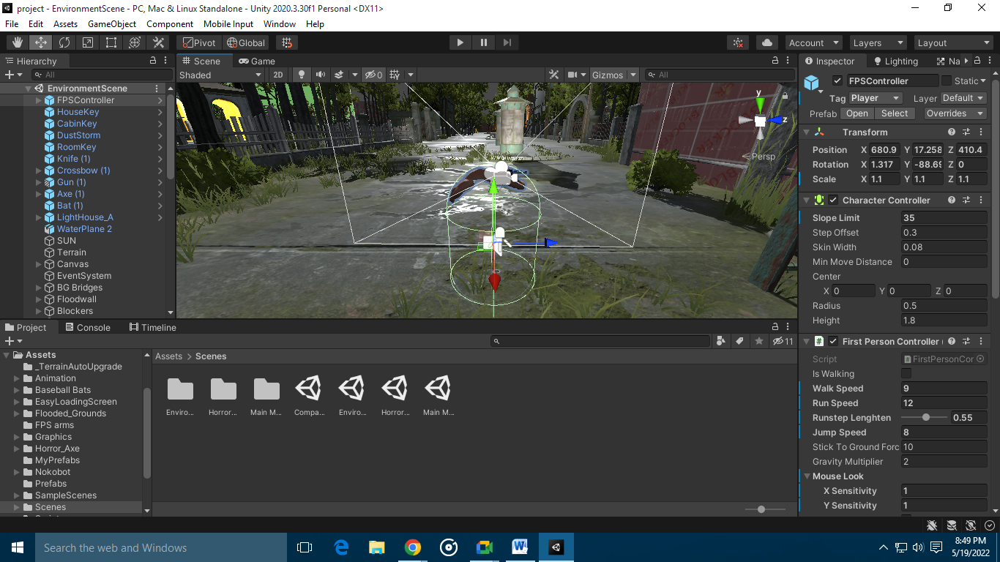 project - EnvironmentScene - PC, Mac & Linux Standalone - Unity 2020.3.30f1 Personal <DX11>
File Edit Assets GameObject Component Mobile Input Window Help
Pivot Global Account Layers Layout
Hierarchy
All
EnvironmentScene
FPSController
HouseKey
CabinKey
DustStorm
RoomKey
Knife (1)
Crossbow (1)
Gun (1)
Axe (1)
Bat (1)
LightHouse_A
WaterPlane 2
SUN
Terrain
Canvas
EventSystem
BG Bridges
Floodwall
Blockers
Scene Game
Shaded 2D 0 Gizmos All
y
z
Persp
Inspector Lighting Na
FPSController Static
Tag Player Layer Default
Prefab Open Select Overrides
Transform
Position X 680.9 Y 17.258 Z 410.4
Rotation X 1.317 Y -88.69 Z 0
Scale X 1.1 Y 1.1 Z 1.1
Character Controller
Slope Limit 35
Step Offset 0.3
Skin Width 0.08
Min Move Distance 0
Center
X 0 Y 0 Z 0
Radius 0.5
Height 1.8
First Person Controller (
Script FirstPersonCor
Is Walking
Walk Speed 9
Run Speed 12
Runstep Lenghten 0.55
Jump Speed 8
Stick To Ground Forc 10
Gravity Multiplier 2
Mouse Look
X Sensitivity 1
Y Sensitivity 1
Project Console Timeline
11
Assets
_TerrainAutoUpgrade
Animation
Baseball Bats
EasyLoadingScreen
Flooded_Grounds
FPS arms
Graphics
Horror_Axe
MyPrefabs
Nokobot
Prefabs
SampleScenes
Scenes
Assets > Scenes
Enviro... Horror... Main M... Compa... Enviro... Horror... Main M...
Search the web and Windows
8:49 PM
5/19/2022